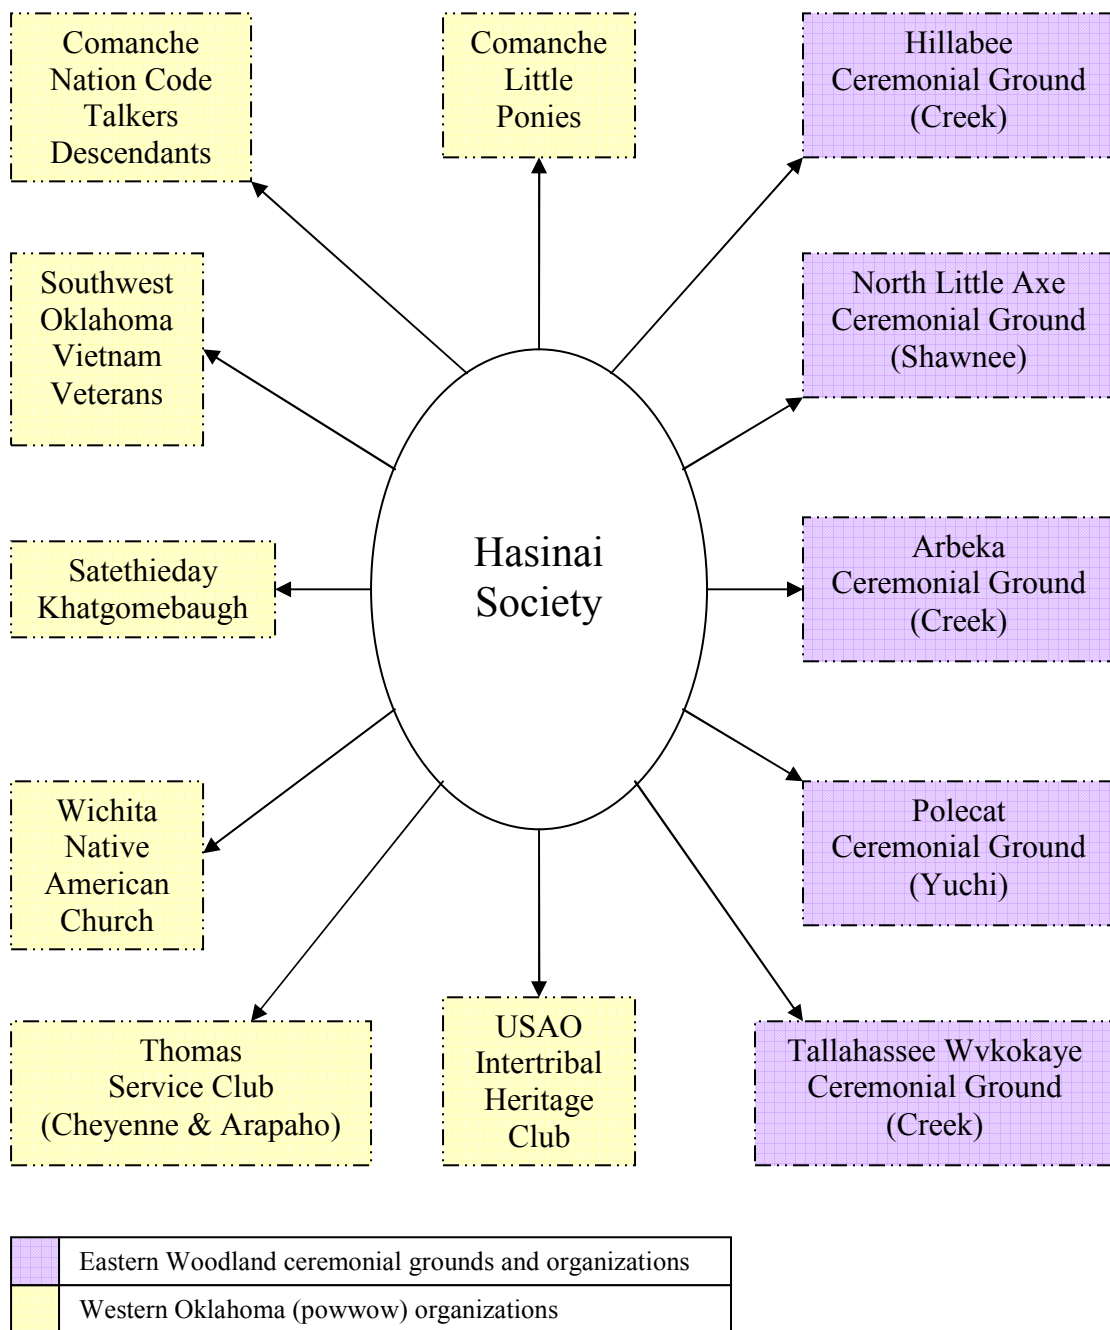 Comanche
Nation Code
Talkers
Descendants
Comanche
Little
Ponies
Hillabee
Ceremonial Ground
(Creek)
Southwest
Oklahoma
Vietnam
Veterans
North Little Axe
Ceremonial Ground
(Shawnee)
Hasinai
Society
Satethieday
Khatgomebaugh
Arbeka
Ceremonial Ground
(Creek)
Wichita
Native
American
Church
Polecat
Ceremonial Ground
(Yuchi)
Thomas
Service Club
(Cheyenne & Arapaho)
USAO
Intertribal
Heritage
Club
Tallahassee Wvkokaye
Ceremonial Ground
(Creek)
Eastern Woodland ceremonial grounds and organizations
Western Oklahoma (powwow) organizations